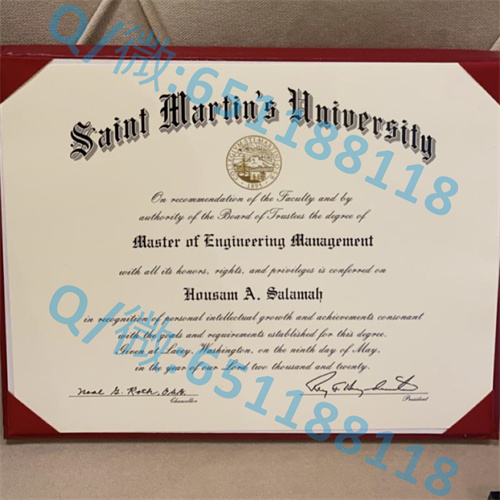 Q/微:651188118
Saint Martin's University
On recommendation of the Faculty and by
authority of the Board of Trustees the degree of
Master of Engineering Management
with all its honors, rights, and privileges is conferred on
Housam A. Salamah
in recognition of personal intellectual growth and achievements consonant
with the goals and requirements established for this degree.
Given at Lacey, Washington, on the ninth day of May,
in the year of our Lord two thousand and twenty.
Q/微:651188118
Neal G. Roth, O.S.B.
Chancellor
President